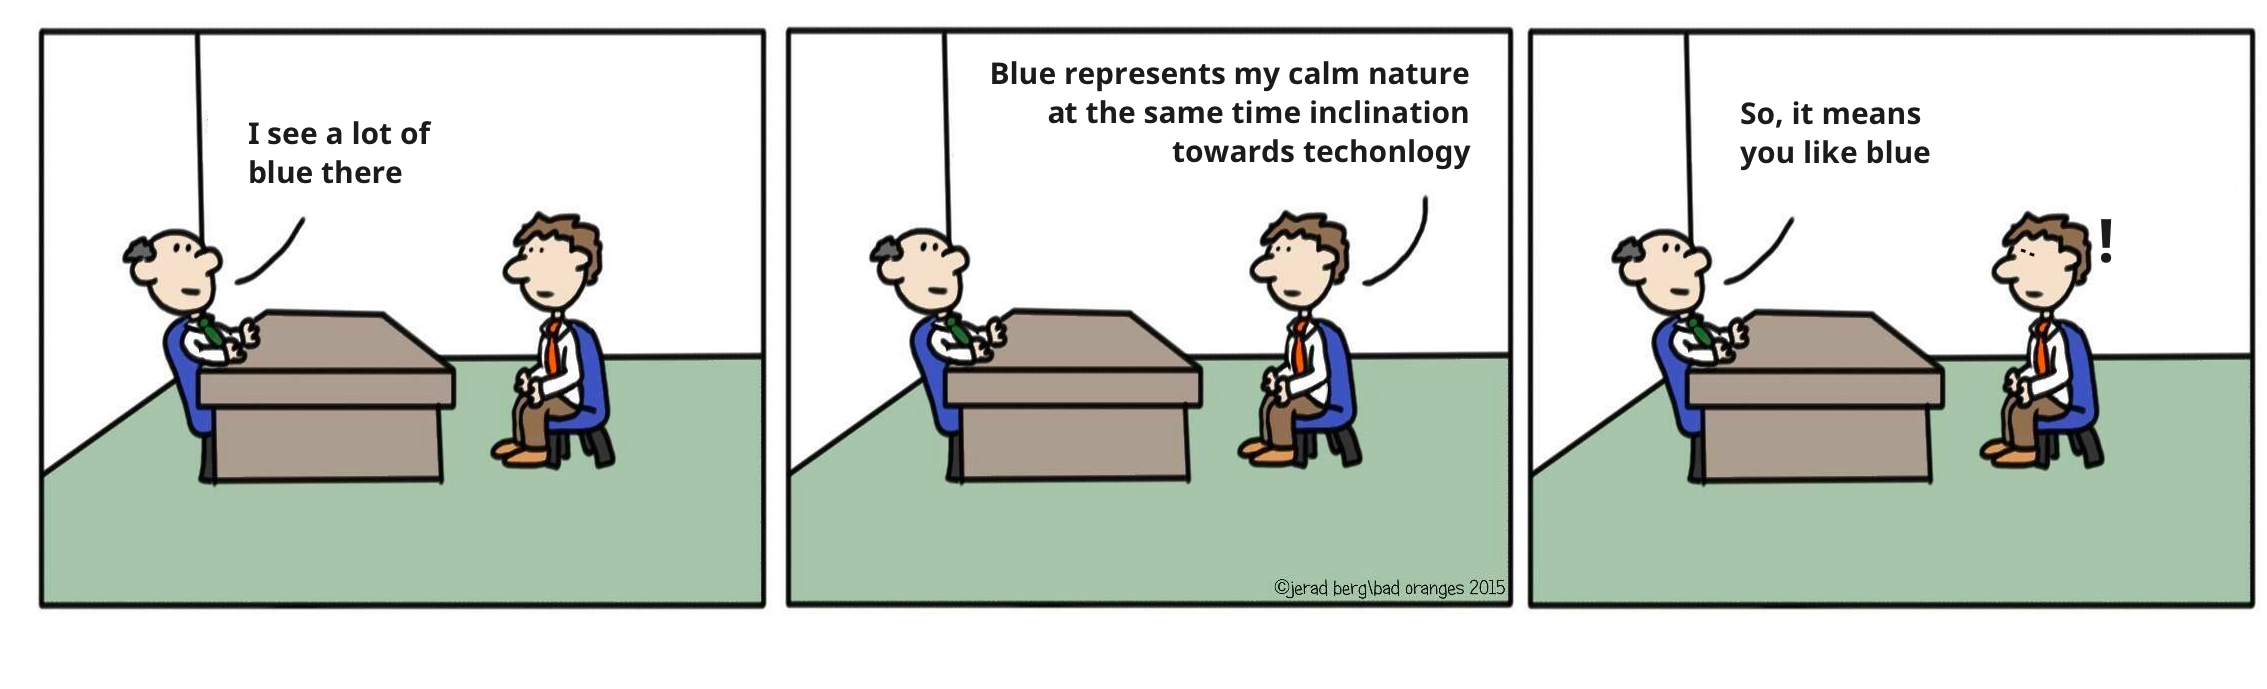 I see a lot of
blue there
Blue represents my calm nature
at the same time inclination
towards techonlogy
©jerad berg\bad oranges 2015
So, it means
you like blue
!